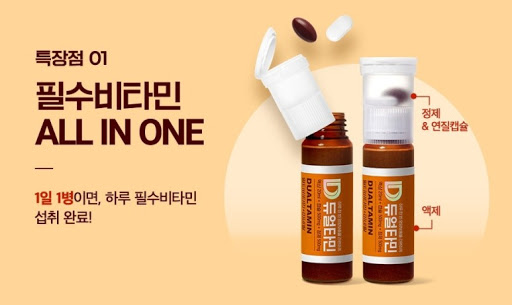 특장점 01
필수비타민
ALL IN ONE
1일 1병이면, 하루 필수비타민
섭취 완료!
정제
& 연질캡슐
액제
DUALTAMIN
듀얼타민
DUALTAMIN
듀얼타민